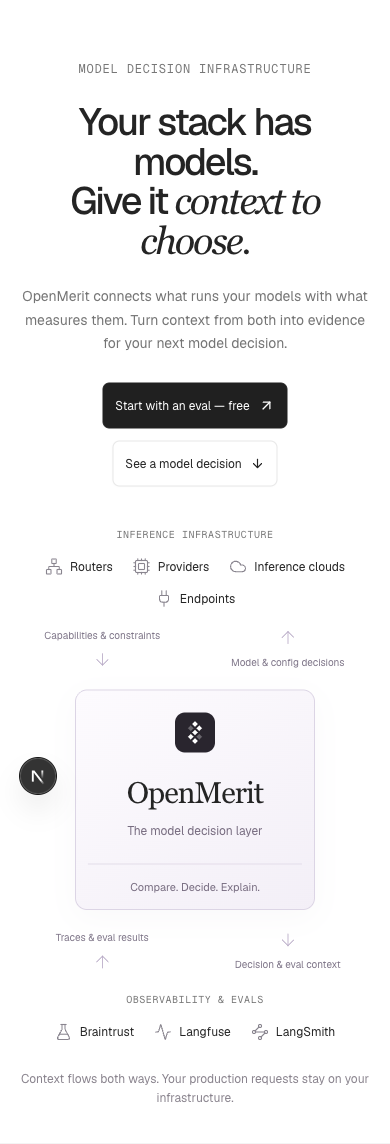 MODEL DECISION INFRASTRUCTURE
Your stack has
models.
Give it context to
choose.
OpenMerit connects what runs your models with what
measures them. Turn context from both into evidence
for your next model decision.
Start with an eval — free
See a model decision
INFERENCE INFRASTRUCTURE
Routers Providers Inference clouds
Endpoints
Capabilities & constraints
Model & config decisions
N
OpenMerit
The model decision layer
Compare. Decide. Explain.
Traces & eval results
Decision & eval context
OBSERVABILITY & EVALS
Braintrust Langfuse LangSmith
Context flows both ways. Your production requests stay on your
infrastructure.